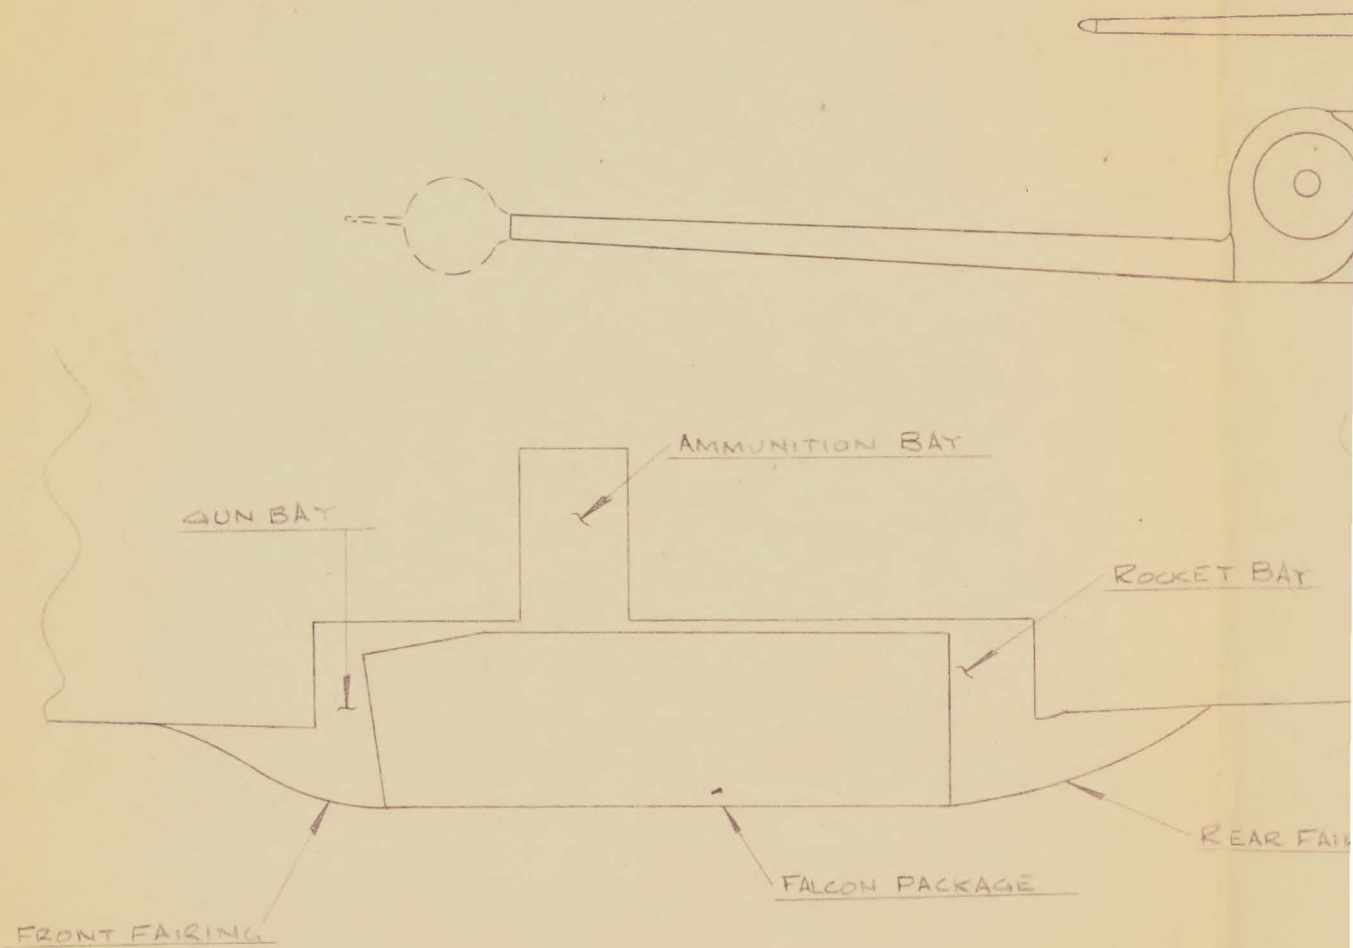 AMMUNITION BAY
GUN BAY
ROCKET BAY
REAR FAI
FALCON PACKAGE
FRONT FAIRING